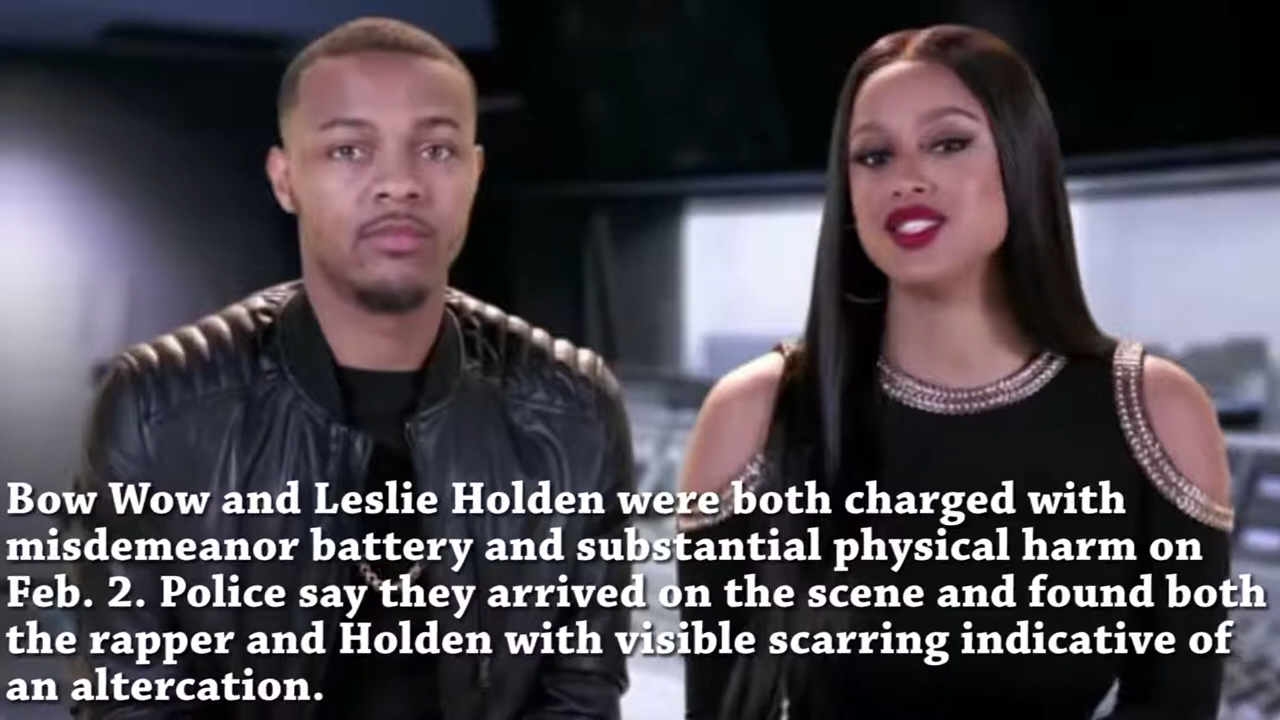 Bow Wow and Leslie Holden were both charged with
misdemeanor battery and substantial physical harm on
Feb. 2. Police say they arrived on the scene and found both
the rapper and Holden with visible scarring indicative of
an altercation.